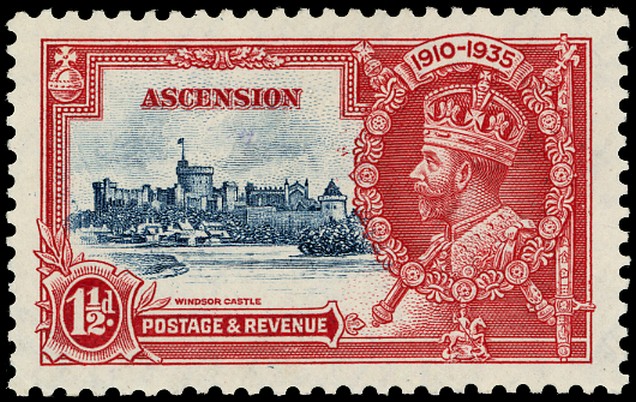 1910-1935
ASCENSION
WINDSOR CASTLE
1½d.
POSTAGE & REVENUE